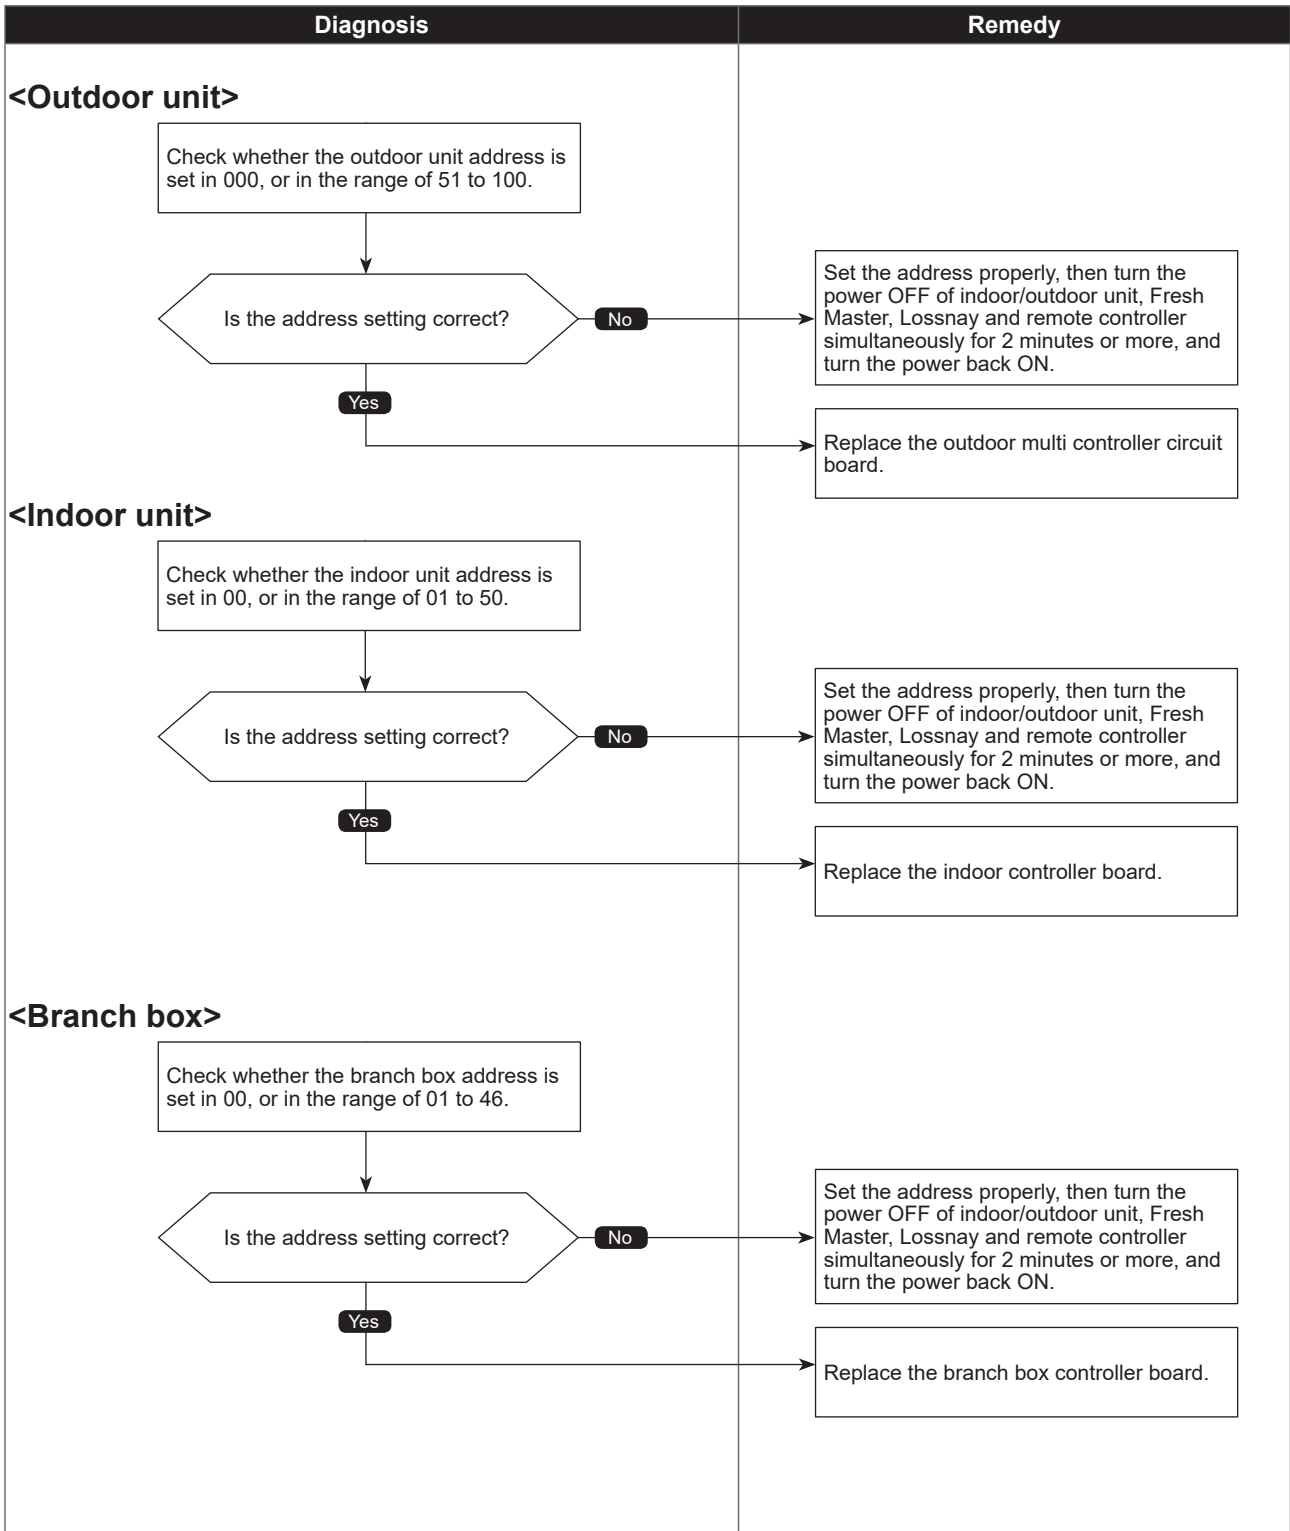 Diagnosis
Remedy
<Outdoor unit>
Check whether the outdoor unit address is
set in 000, or in the range of 51 to 100.
Is the address setting correct?
No
Set the address properly, then turn the
power OFF of indoor/outdoor unit, Fresh
Master, Lossnay and remote controller
simultaneously for 2 minutes or more, and
turn the power back ON.
Yes
Replace the outdoor multi controller circuit
board.
<Indoor unit>
Check whether the indoor unit address is
set in 00, or in the range of 01 to 50.
Is the address setting correct?
No
Set the address properly, then turn the
power OFF of indoor/outdoor unit, Fresh
Master, Lossnay and remote controller
simultaneously for 2 minutes or more, and
turn the power back ON.
Yes
Replace the indoor controller board.
<Branch box>
Check whether the branch box address is
set in 00, or in the range of 01 to 46.
Is the address setting correct?
No
Set the address properly, then turn the
power OFF of indoor/outdoor unit, Fresh
Master, Lossnay and remote controller
simultaneously for 2 minutes or more, and
turn the power back ON.
Yes
Replace the branch box controller board.